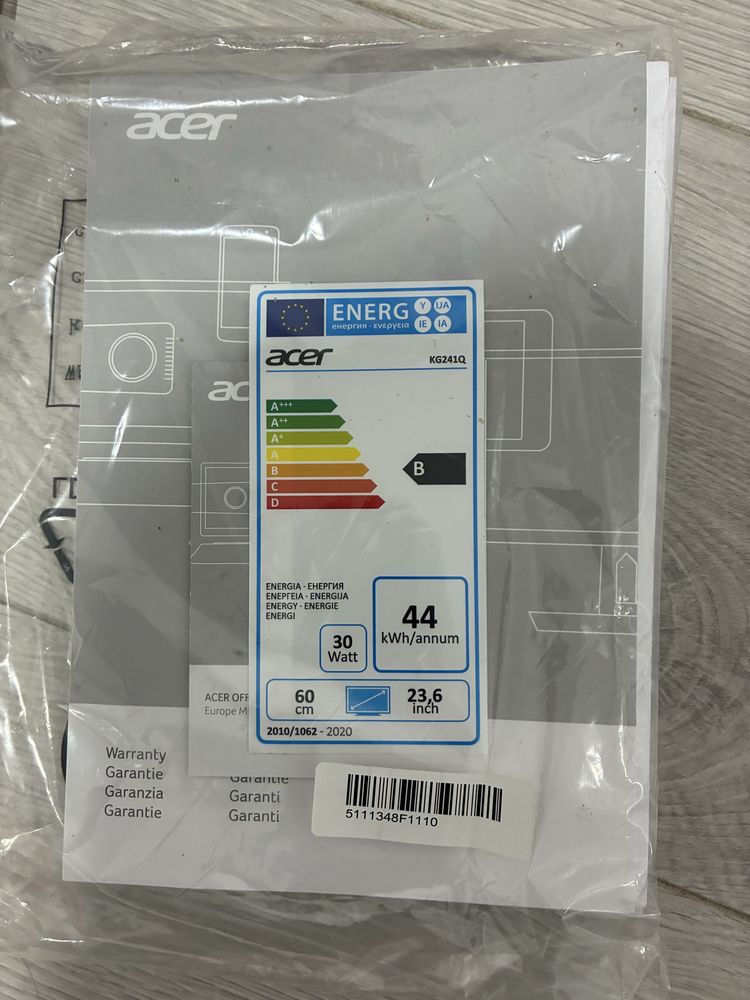 acer
ENERG Y IJA
енергия · ενεργεια IE IA
acer KG241Q
A+++
A++
A+
A
B
C
D
B
ENERGIA · ЕНЕРГИЯ
ΕΝΕΡΓΕΙΑ · ENERGIJA
ENERGY · ENERGIE
ENERGI
30
Watt
44
kWh/annum
60
cm
23,6
inch
2010/1062 - 2020
ac
ACER OFF
Europe Mi
Warranty
Garantie
Garanzia
Garantie
Garantie
Garanti
Garanti
5111348F1110